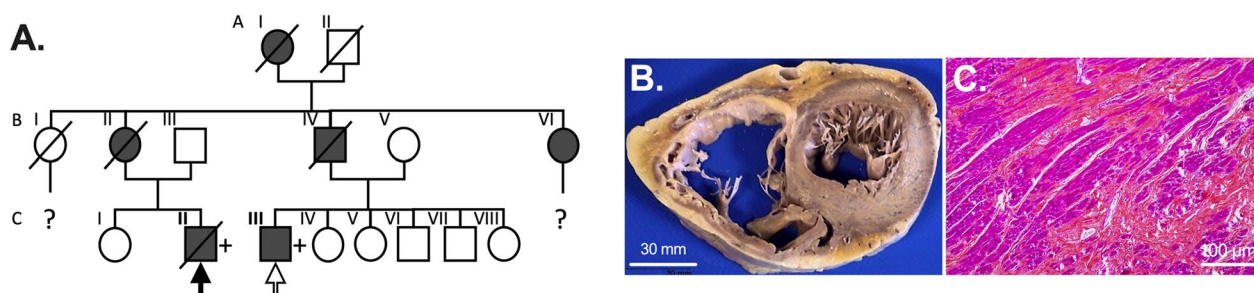 A.
A I II
B I II III IV V VI
C I II III IV V VI VII VIII
? ?
+ +
B.
30 mm
C.
100 µm